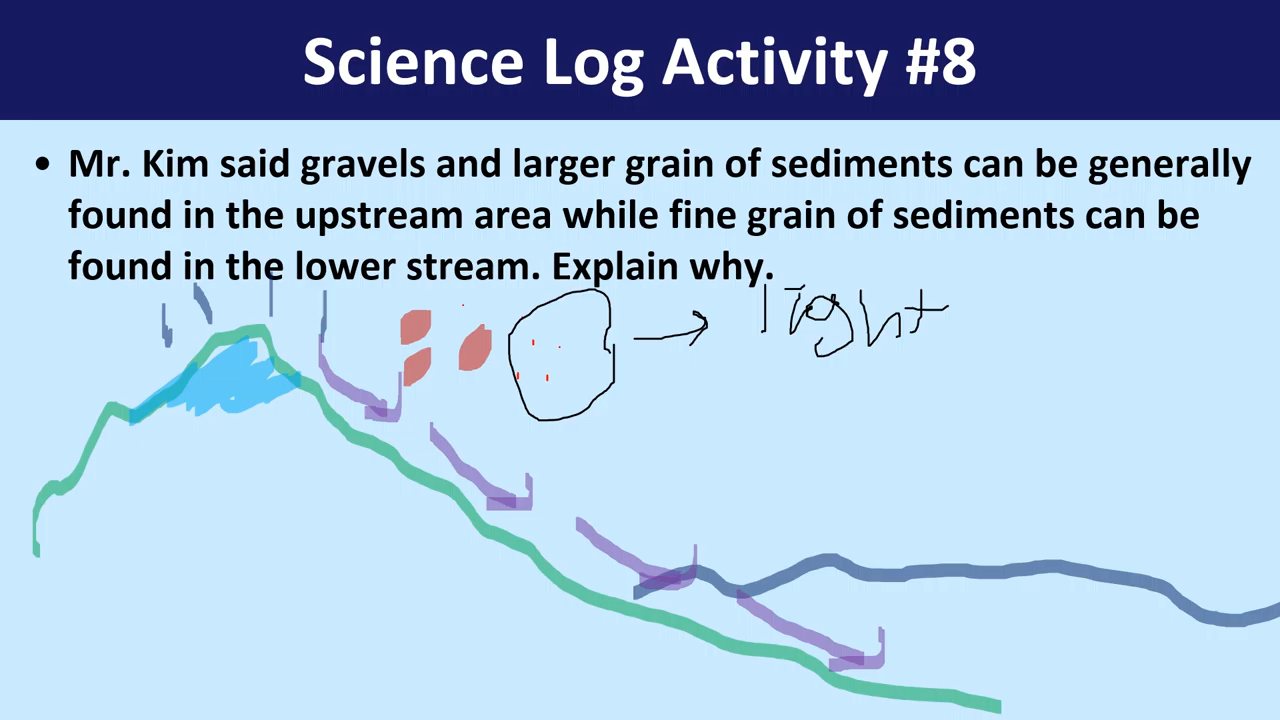 Science Log Activity #8
• Mr. Kim said gravels and larger grain of sediments can be generally
found in the upstream area while fine grain of sediments can be
found in the lower stream. Explain why.
light